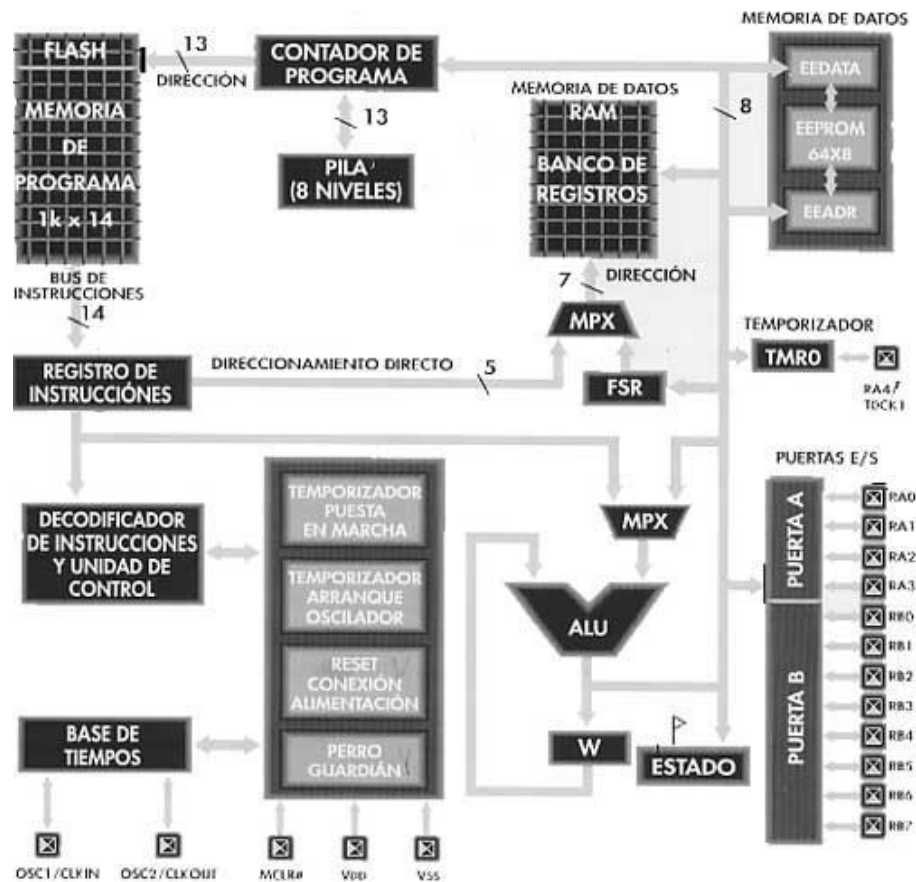 FLASH
MEMORIA
DE
PROGRAMA
1k x 14
13
DIRECCIÓN
CONTADOR DE
PROGRAMA
13
PILA
(8 NIVELES)
MEMORIA DE DATOS
RAM
BANCO DE
REGISTROS
8
MEMORIA DE DATOS
EEDATA
EEPROM
64X8
EEADR
BUS DE
INSTRUCCIONES
14
7
DIRECCIÓN
MPX
REGISTRO DE
INSTRUCCIÓNES
DIRECCIONAMIENTO DIRECTO
5
FSR
TEMPORIZADOR
TMR0
RA4/
T0CK1
DECODIFICADOR
DE INSTRUCCIONES
Y UNIDAD DE
CONTROL
TEMPORIZADOR
PUESTA
EN MARCHA
TEMPORIZADOR
ARRANQUE
OSCILADOR
RESET
CONEXIÓN
ALIMENTACIÓN
PERRO
GUARDIÁN
MPX
ALU
W
ESTADO
PUERTAS E/S
PUERTA A
RA0
RA1
RA2
RA3
PUERTA B
RB0
RB1
RB2
RB3
RB4
RB5
RB6
RB7
BASE DE
TIEMPOS
OSC1/CLKIN
OSC2/CLKOUT
MCLR#
VDD
VSS